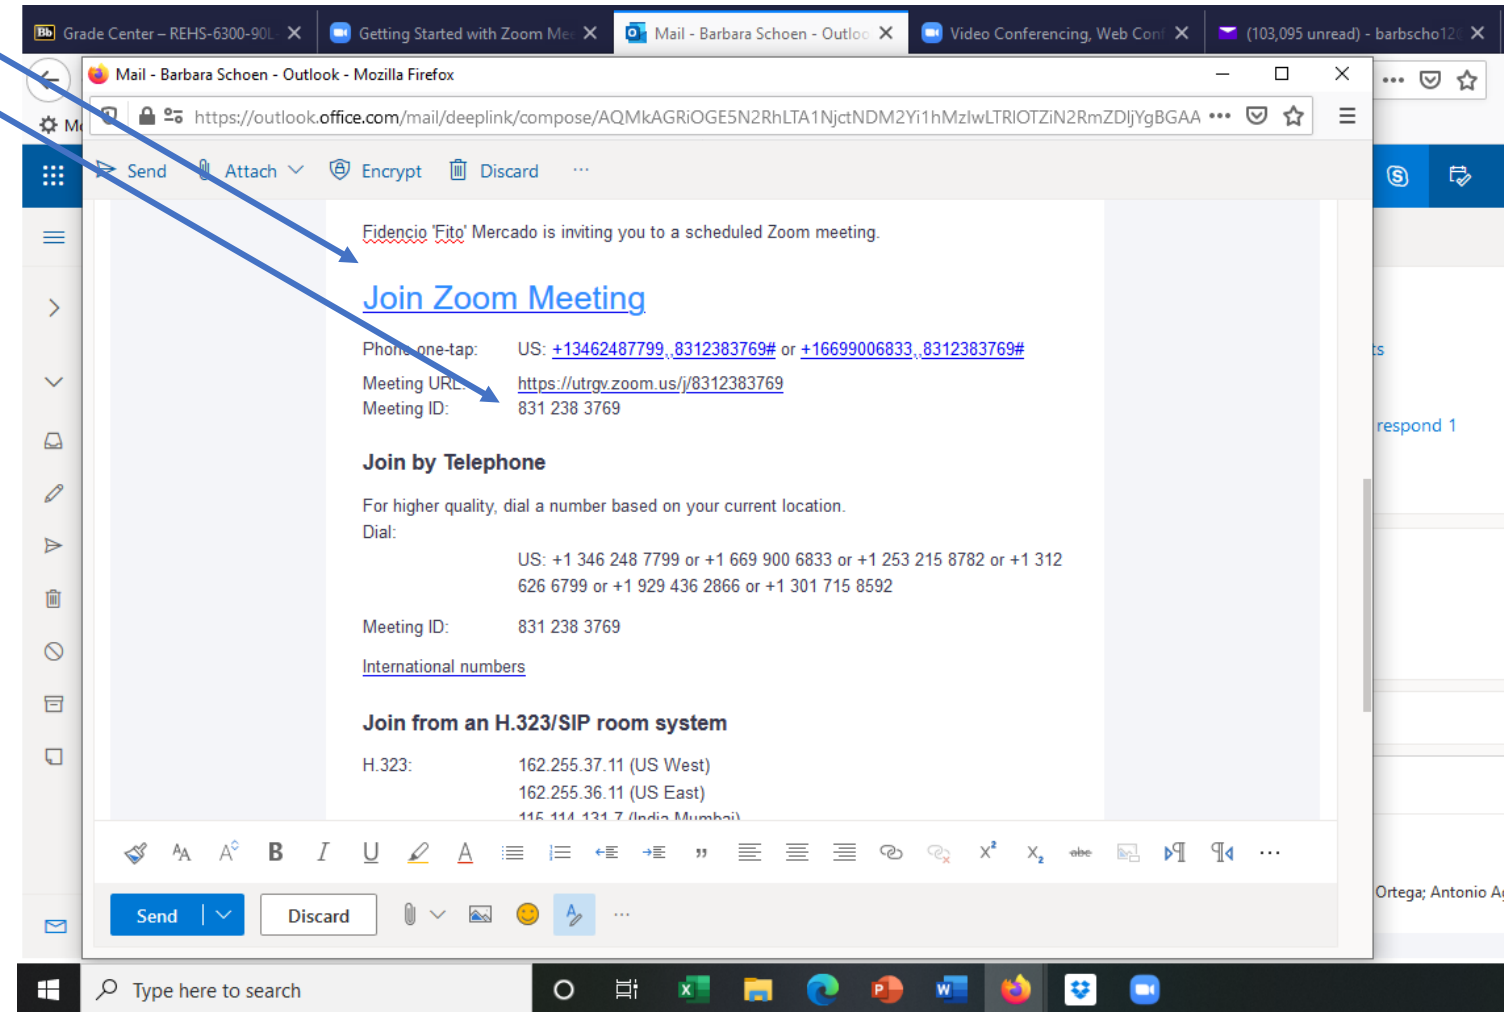 Grade Center – REHS-6300-90L
Getting Started with Zoom Mee
Mail - Barbara Schoen - Outloo
Video Conferencing, Web Conf
(103,095 unread) - barbscho12
Mail - Barbara Schoen - Outlook - Mozilla Firefox
https://outlook.office.com/mail/deeplink/compose/AQMkAGRiOGE5N2RhLTA1NjctNDM2Yi1hMzIwLTRlOTZiN2RmZDljYgBGAA
Send Attach Encrypt Discard
Fidencio 'Fito' Mercado is inviting you to a scheduled Zoom meeting.
Join Zoom Meeting
Phone one-tap: US: +13462487799,,8312383769# or +16699006833,,8312383769#
Meeting URL: https://utrgv.zoom.us/j/8312383769
Meeting ID: 831 238 3769
respond 1
Join by Telephone
For higher quality, dial a number based on your current location.
Dial:
US: +1 346 248 7799 or +1 669 900 6833 or +1 253 215 8782 or +1 312
626 6799 or +1 929 436 2866 or +1 301 715 8592
Meeting ID: 831 238 3769
International numbers
Join from an H.323/SIP room system
H.323: 162.255.37.11 (US West)
162.255.36.11 (US East)
115.114.131.7 (India Mumbai)
Ortega; Antonio Ag
Send Discard
Type here to search